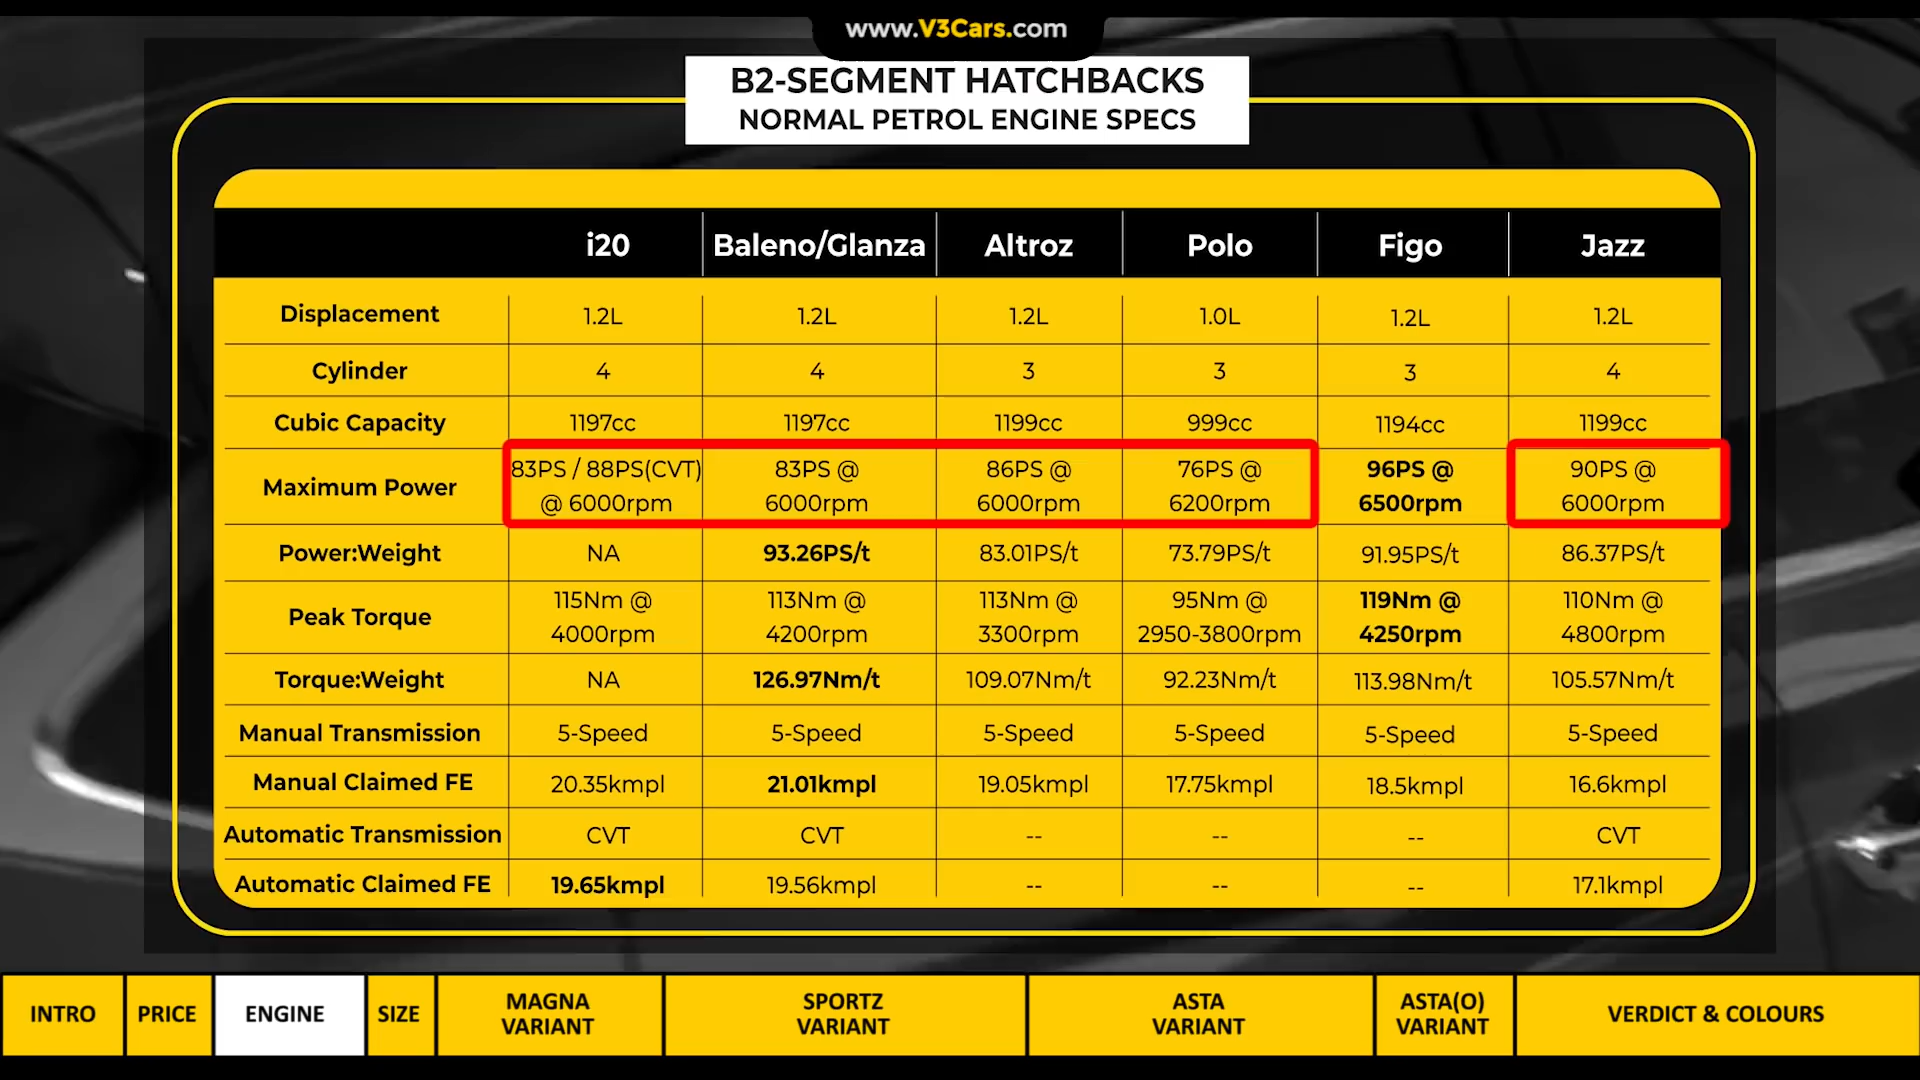 www.V3Cars.com
B2-SEGMENT HATCHBACKS
NORMAL PETROL ENGINE SPECS
i20 Baleno/Glanza Altroz Polo Figo Jazz
Displacement 1.2L 1.2L 1.2L 1.0L 1.2L 1.2L
Cylinder 4 4 3 3 3 4
Cubic Capacity 1197cc 1197cc 1199cc 999cc 1194cc 1199cc
Maximum Power 83PS / 88PS(CVT) @ 6000rpm 83PS @ 6000rpm 86PS @ 6000rpm 76PS @ 6200rpm 96PS @ 6500rpm 90PS @ 6000rpm
Power:Weight NA 93.26PS/t 83.01PS/t 73.79PS/t 91.95PS/t 86.37PS/t
Peak Torque 115Nm @ 4000rpm 113Nm @ 4200rpm 113Nm @ 3300rpm 95Nm @ 2950-3800rpm 119Nm @ 4250rpm 110Nm @ 4800rpm
Torque:Weight NA 126.97Nm/t 109.07Nm/t 92.23Nm/t 113.98Nm/t 105.57Nm/t
Manual Transmission 5-Speed 5-Speed 5-Speed 5-Speed 5-Speed 5-Speed
Manual Claimed FE 20.35kmpl 21.01kmpl 19.05kmpl 17.75kmpl 18.5kmpl 16.6kmpl
Automatic Transmission CVT CVT -- -- -- CVT
Automatic Claimed FE 19.65kmpl 19.56kmpl -- -- -- 17.1kmpl
INTRO PRICE ENGINE SIZE MAGNA VARIANT SPORTZ VARIANT ASTA VARIANT ASTA(O) VARIANT VERDICT & COLOURS